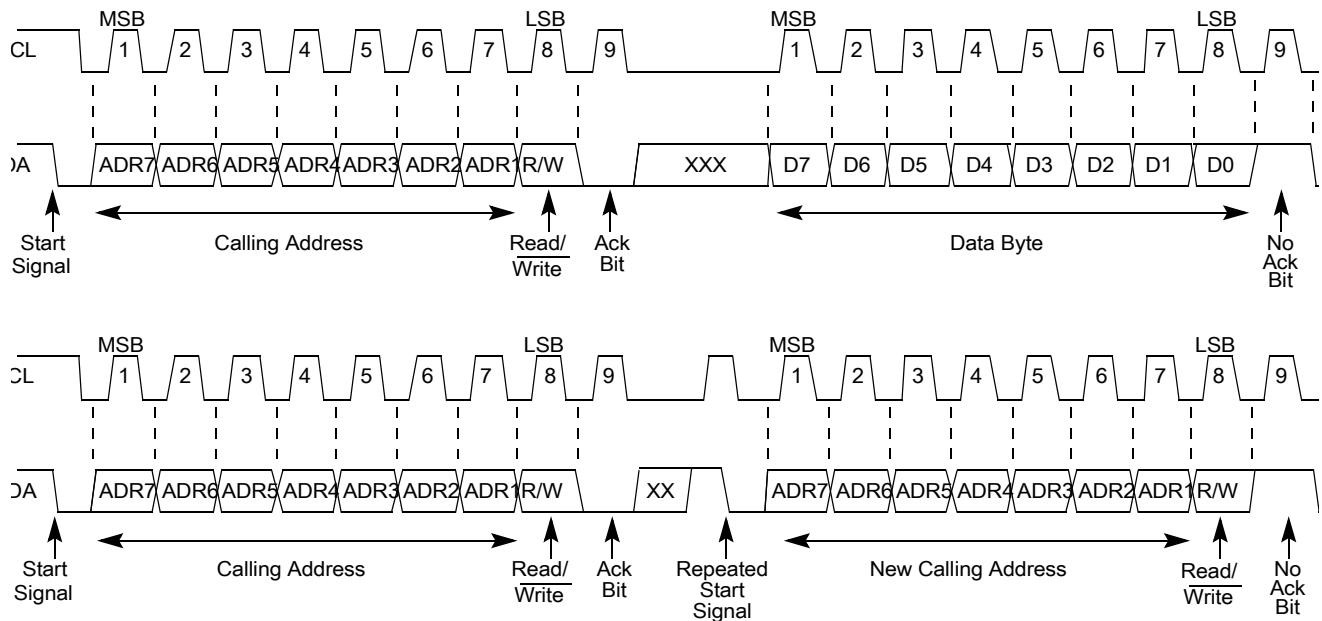 MSB LSB MSB LSB
CL 1 2 3 4 5 6 7 8 9 1 2 3 4 5 6 7 8 9
DA ADR7 ADR6 ADR5 ADR4 ADR3 ADR2 ADR1 R/W XXX D7 D6 D5 D4 D3 D2 D1 D0
Start Signal
Calling Address
Read/
Write
Ack
Bit
Data Byte
No
Ack
Bit
MSB LSB MSB LSB
CL 1 2 3 4 5 6 7 8 9 1 2 3 4 5 6 7 8 9
DA ADR7 ADR6 ADR5 ADR4 ADR3 ADR2 ADR1 R/W XX ADR7 ADR6 ADR5 ADR4 ADR3 ADR2 ADR1 R/W
Start
Signal
Calling Address
Read/
Write
Ack
Bit
Repeated
Start
Signal
New Calling Address
Read/
Write
No
Ack
Bit